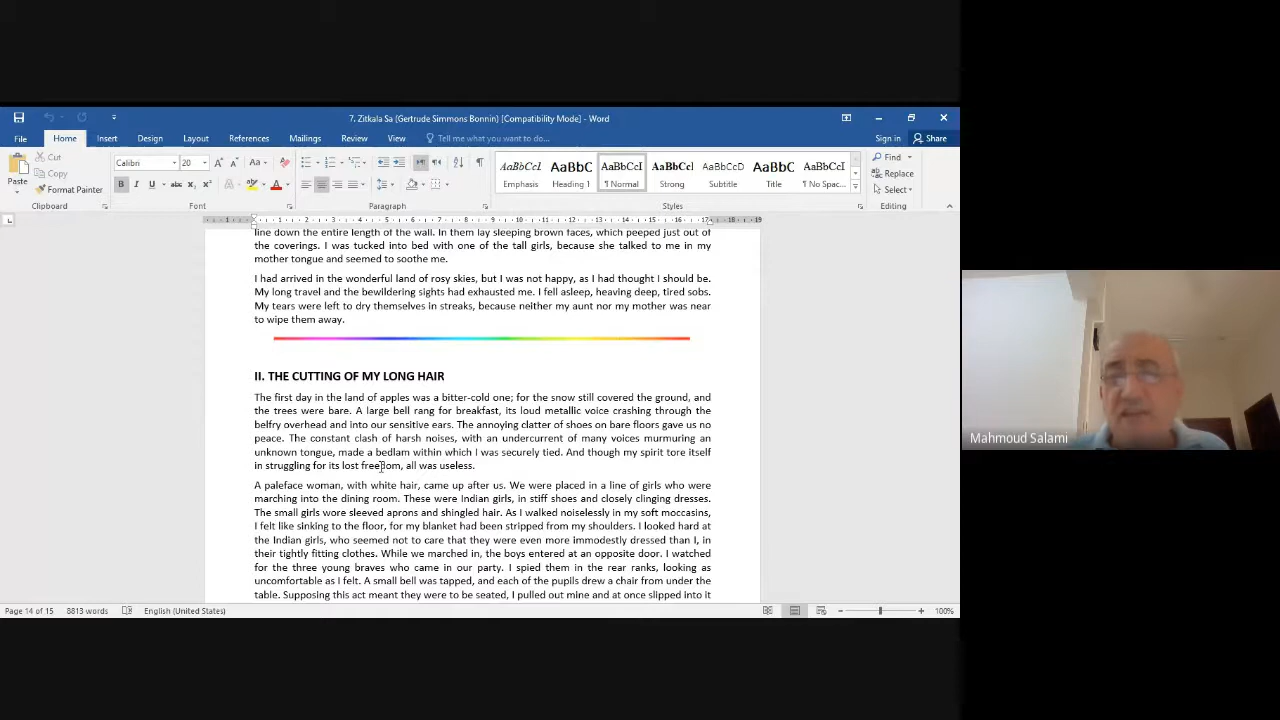 7. Zitkala Sa (Gertrude Simmons Bonnin) [Compatibility Mode] - Word
File Home Insert Design Layout References Mailings Review View Tell me what you want to do... Sign in Share
Paste Cut Copy Format Painter
Calibri 20
AaBbCcI AaBbC AaBbCcI AaBbCcl AaBbCcD AaBbC AaBbCcI
Emphasis Heading 1 ¶ Normal Strong Subtitle Title ¶ No Spac...
Find Replace Select
Clipboard Font Paragraph Styles Editing
1 1 2 3 4 5 6 7 8 9 10 11 12 13 14 15 16 17 18 19
line down the entire length of the wall. In them lay sleeping brown faces, which peeped just out of
the coverings. I was tucked into bed with one of the tall girls, because she talked to me in my
mother tongue and seemed to soothe me.
I had arrived in the wonderful land of rosy skies, but I was not happy, as I had thought I should be.
My long travel and the bewildering sights had exhausted me. I fell asleep, heaving deep, tired sobs.
My tears were left to dry themselves in streaks, because neither my aunt nor my mother was near
to wipe them away.
II. THE CUTTING OF MY LONG HAIR
The first day in the land of apples was a bitter-cold one; for the snow still covered the ground, and
the trees were bare. A large bell rang for breakfast, its loud metallic voice crashing through the
belfry overhead and into our sensitive ears. The annoying clatter of shoes on bare floors gave us no
peace. The constant clash of harsh noises, with an undercurrent of many voices murmuring an
unknown tongue, made a bedlam within which I was securely tied. And though my spirit tore itself
in struggling for its lost freedom, all was useless.
A paleface woman, with white hair, came up after us. We were placed in a line of girls who were
marching into the dining room. These were Indian girls, in stiff shoes and closely clinging dresses.
The small girls wore sleeved aprons and shingled hair. As I walked noiselessly in my soft moccasins,
I felt like sinking to the floor, for my blanket had been stripped from my shoulders. I looked hard at
the Indian girls, who seemed not to care that they were even more immodestly dressed than I, in
their tightly fitting clothes. While we marched in, the boys entered at an opposite door. I watched
for the three young braves who came in our party. I spied them in the rear ranks, looking as
uncomfortable as I felt. A small bell was tapped, and each of the pupils drew a chair from under the
table. Supposing this act meant they were to be seated, I pulled out mine and at once slipped into it
Page 14 of 15 8813 words English (United States) 100%
Mahmoud Salami